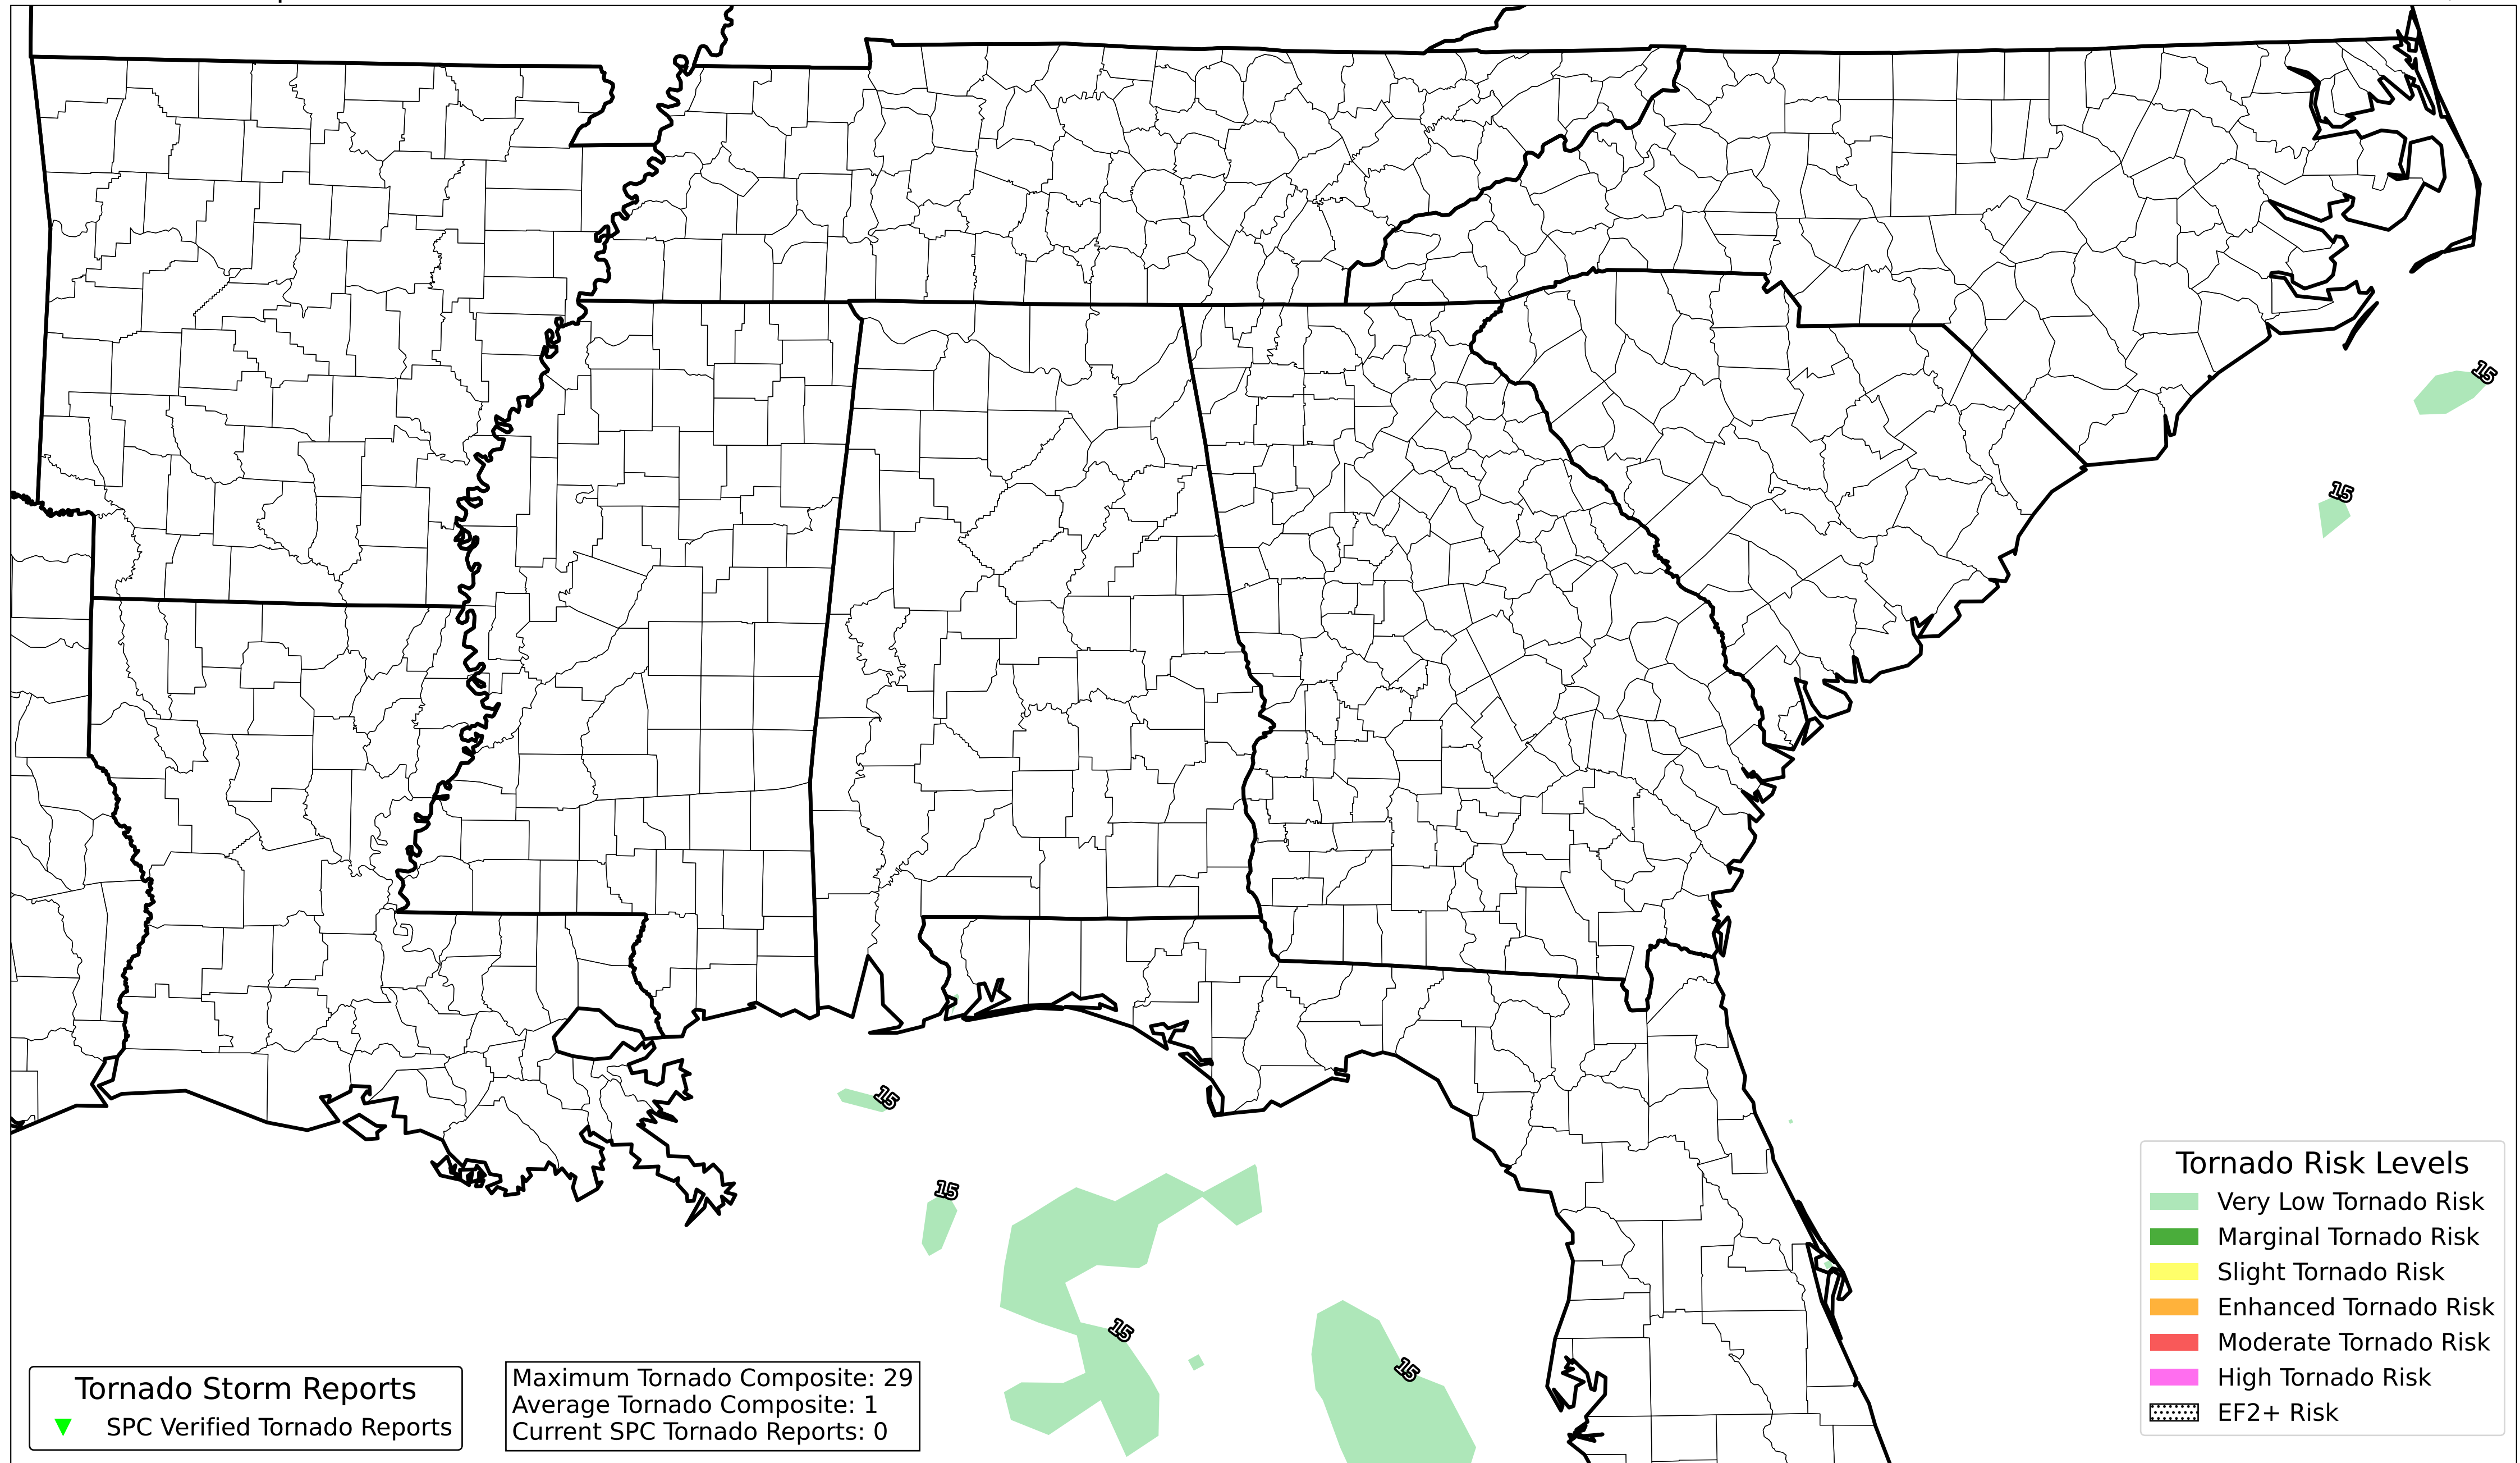 15
15
15
15
15
15
Tornado Risk Levels
Very Low Tornado Risk
Marginal Tornado Risk
Slight Tornado Risk
Enhanced Tornado Risk
Moderate Tornado Risk
High Tornado Risk
EF2+ Risk
Tornado Storm Reports
SPC Verified Tornado Reports
Maximum Tornado Composite: 29
Average Tornado Composite: 1
Current SPC Tornado Reports: 0